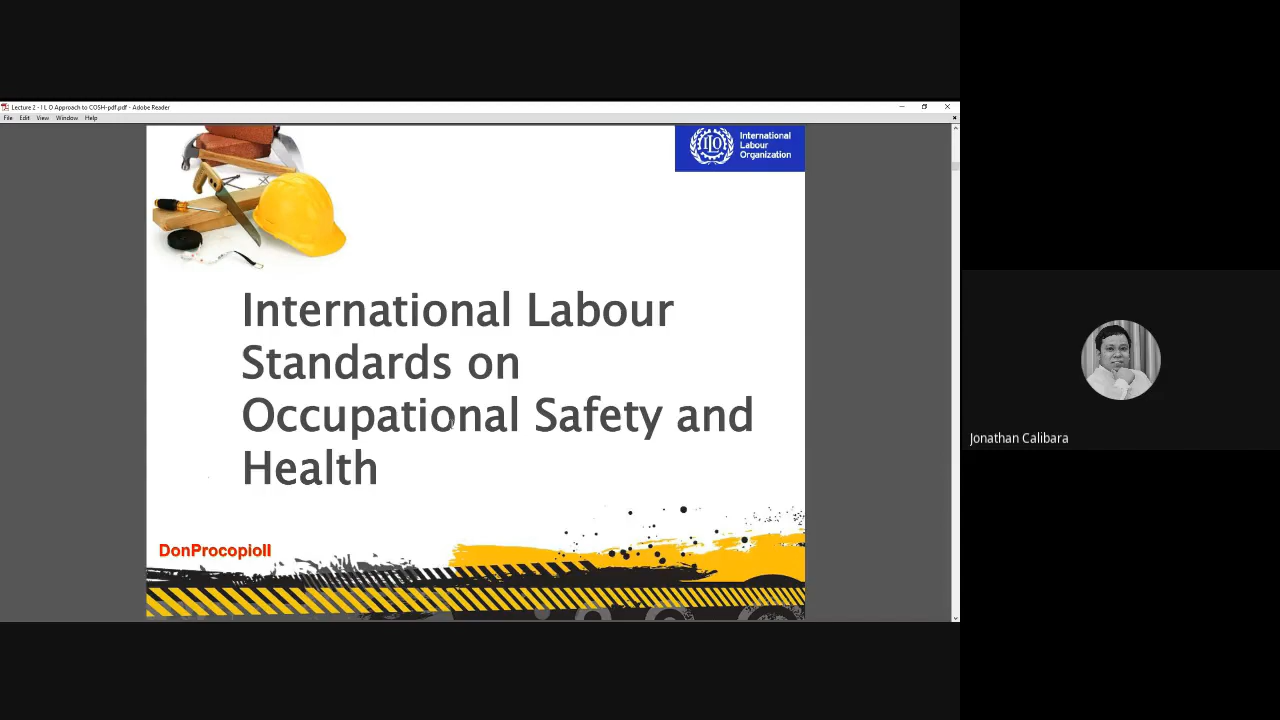 Lecture 2 - I L O Approach to COSH-pdf.pdf - Adobe Reader
File Edit View Window Help
ILO
International
Labour
Organization
International Labour
Standards on
Occupational Safety and
Health
DonProcopioII
Jonathan Calibara